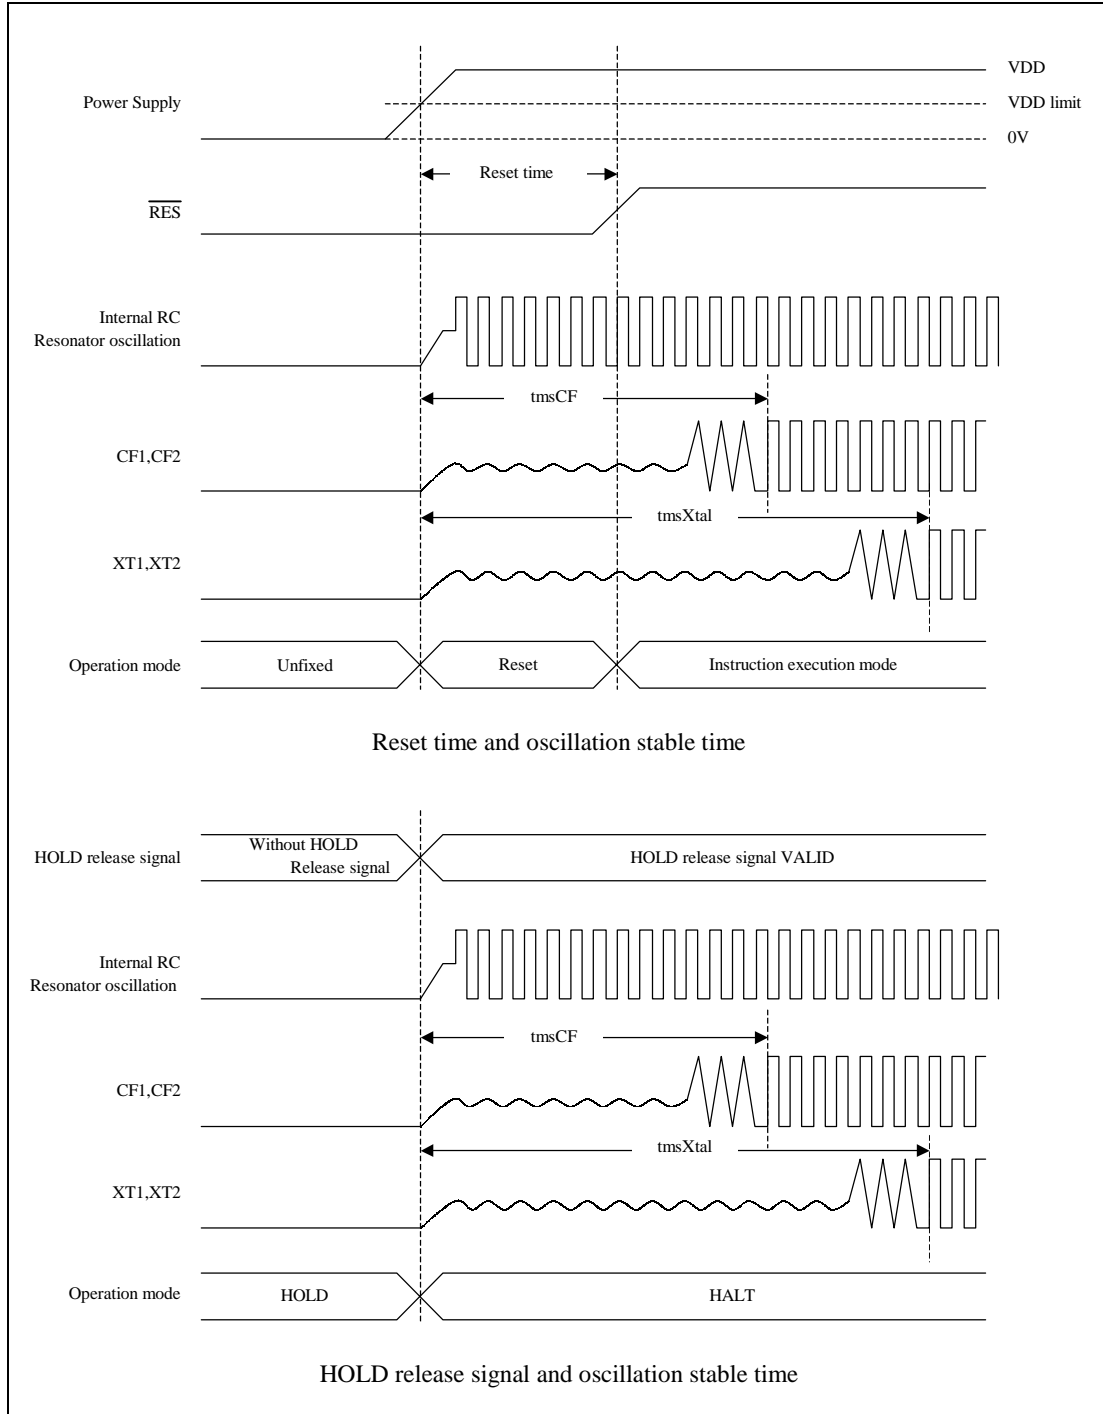 VDD
Power Supply
VDD limit
0V
Reset time
RES
Internal RC
Resonator oscillation
tmsCF
CF1,CF2
tmsXtal
XT1,XT2
Operation mode
Unfixed
Reset
Instruction execution mode
Reset time and oscillation stable time
HOLD release signal
Without HOLD
Release signal
HOLD release signal VALID
Internal RC
Resonator oscillation
tmsCF
CF1,CF2
tmsXtal
XT1,XT2
Operation mode
HOLD
HALT
HOLD release signal and oscillation stable time